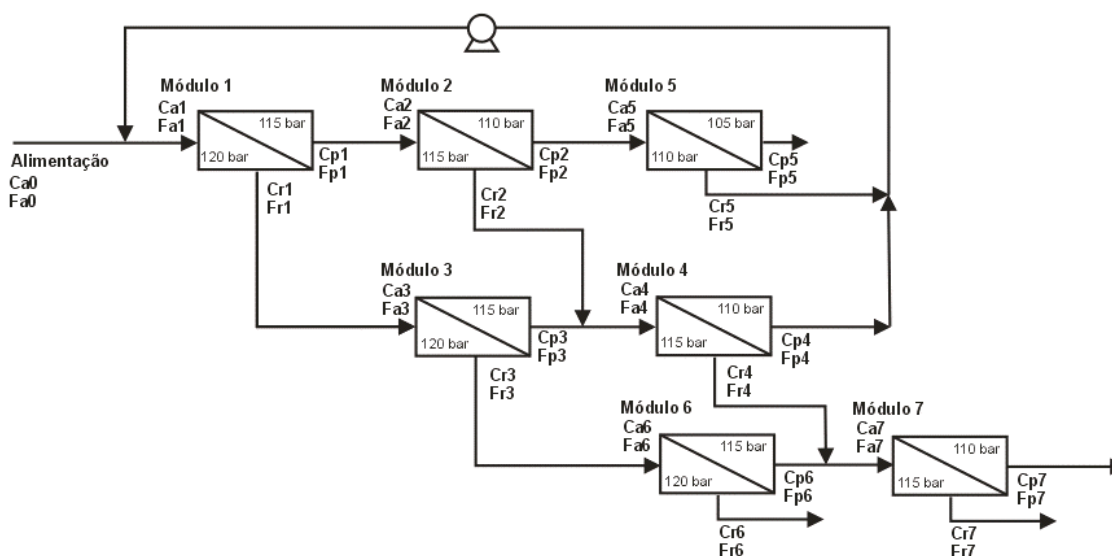 Módulo 1
Ca1
Fa1
115 bar
120 bar
Cp1
Fp1
Cr1
Fr1
Módulo 2
Ca2
Fa2
110 bar
115 bar
Cp2
Fp2
Cr2
Fr2
Módulo 5
Ca5
Fa5
105 bar
110 bar
Cp5
Fp5
Cr5
Fr5
Alimentação
Ca0
Fa0
Módulo 3
Ca3
Fa3
115 bar
120 bar
Cp3
Fp3
Cr3
Fr3
Módulo 4
Ca4
Fa4
110 bar
115 bar
Cp4
Fp4
Cr4
Fr4
Módulo 6
Ca6
Fa6
115 bar
120 bar
Cp6
Fp6
Cr6
Fr6
Módulo 7
Ca7
Fa7
110 bar
115 bar
Cp7
Fp7
Cr7
Fr7